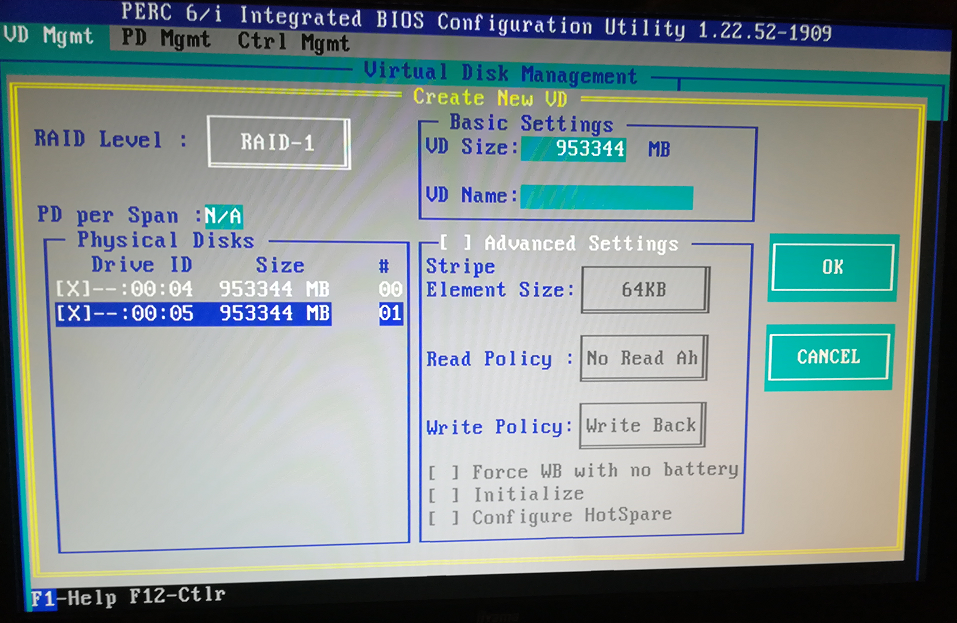 PERC 6/i Integrated BIOS Configuration Utility 1.22.52-1909
VD Mgmt PD Mgmt Ctrl Mgmt
Virtual Disk Management
Create New VD
RAID Level : RAID-1
PD per Span :N/A
Physical Disks
Drive ID Size #
[X]--:00:04 953344 MB 00
[X]--:00:05 953344 MB 01
Basic Settings
VD Size: 953344 MB
VD Name:
[ ] Advanced Settings
Stripe
Element Size: 64KB
Read Policy : No Read Ah
Write Policy: Write Back
[ ] Force WB with no battery
[ ] Initialize
[ ] Configure HotSpare
OK
CANCEL
F1-Help F12-Ctlr